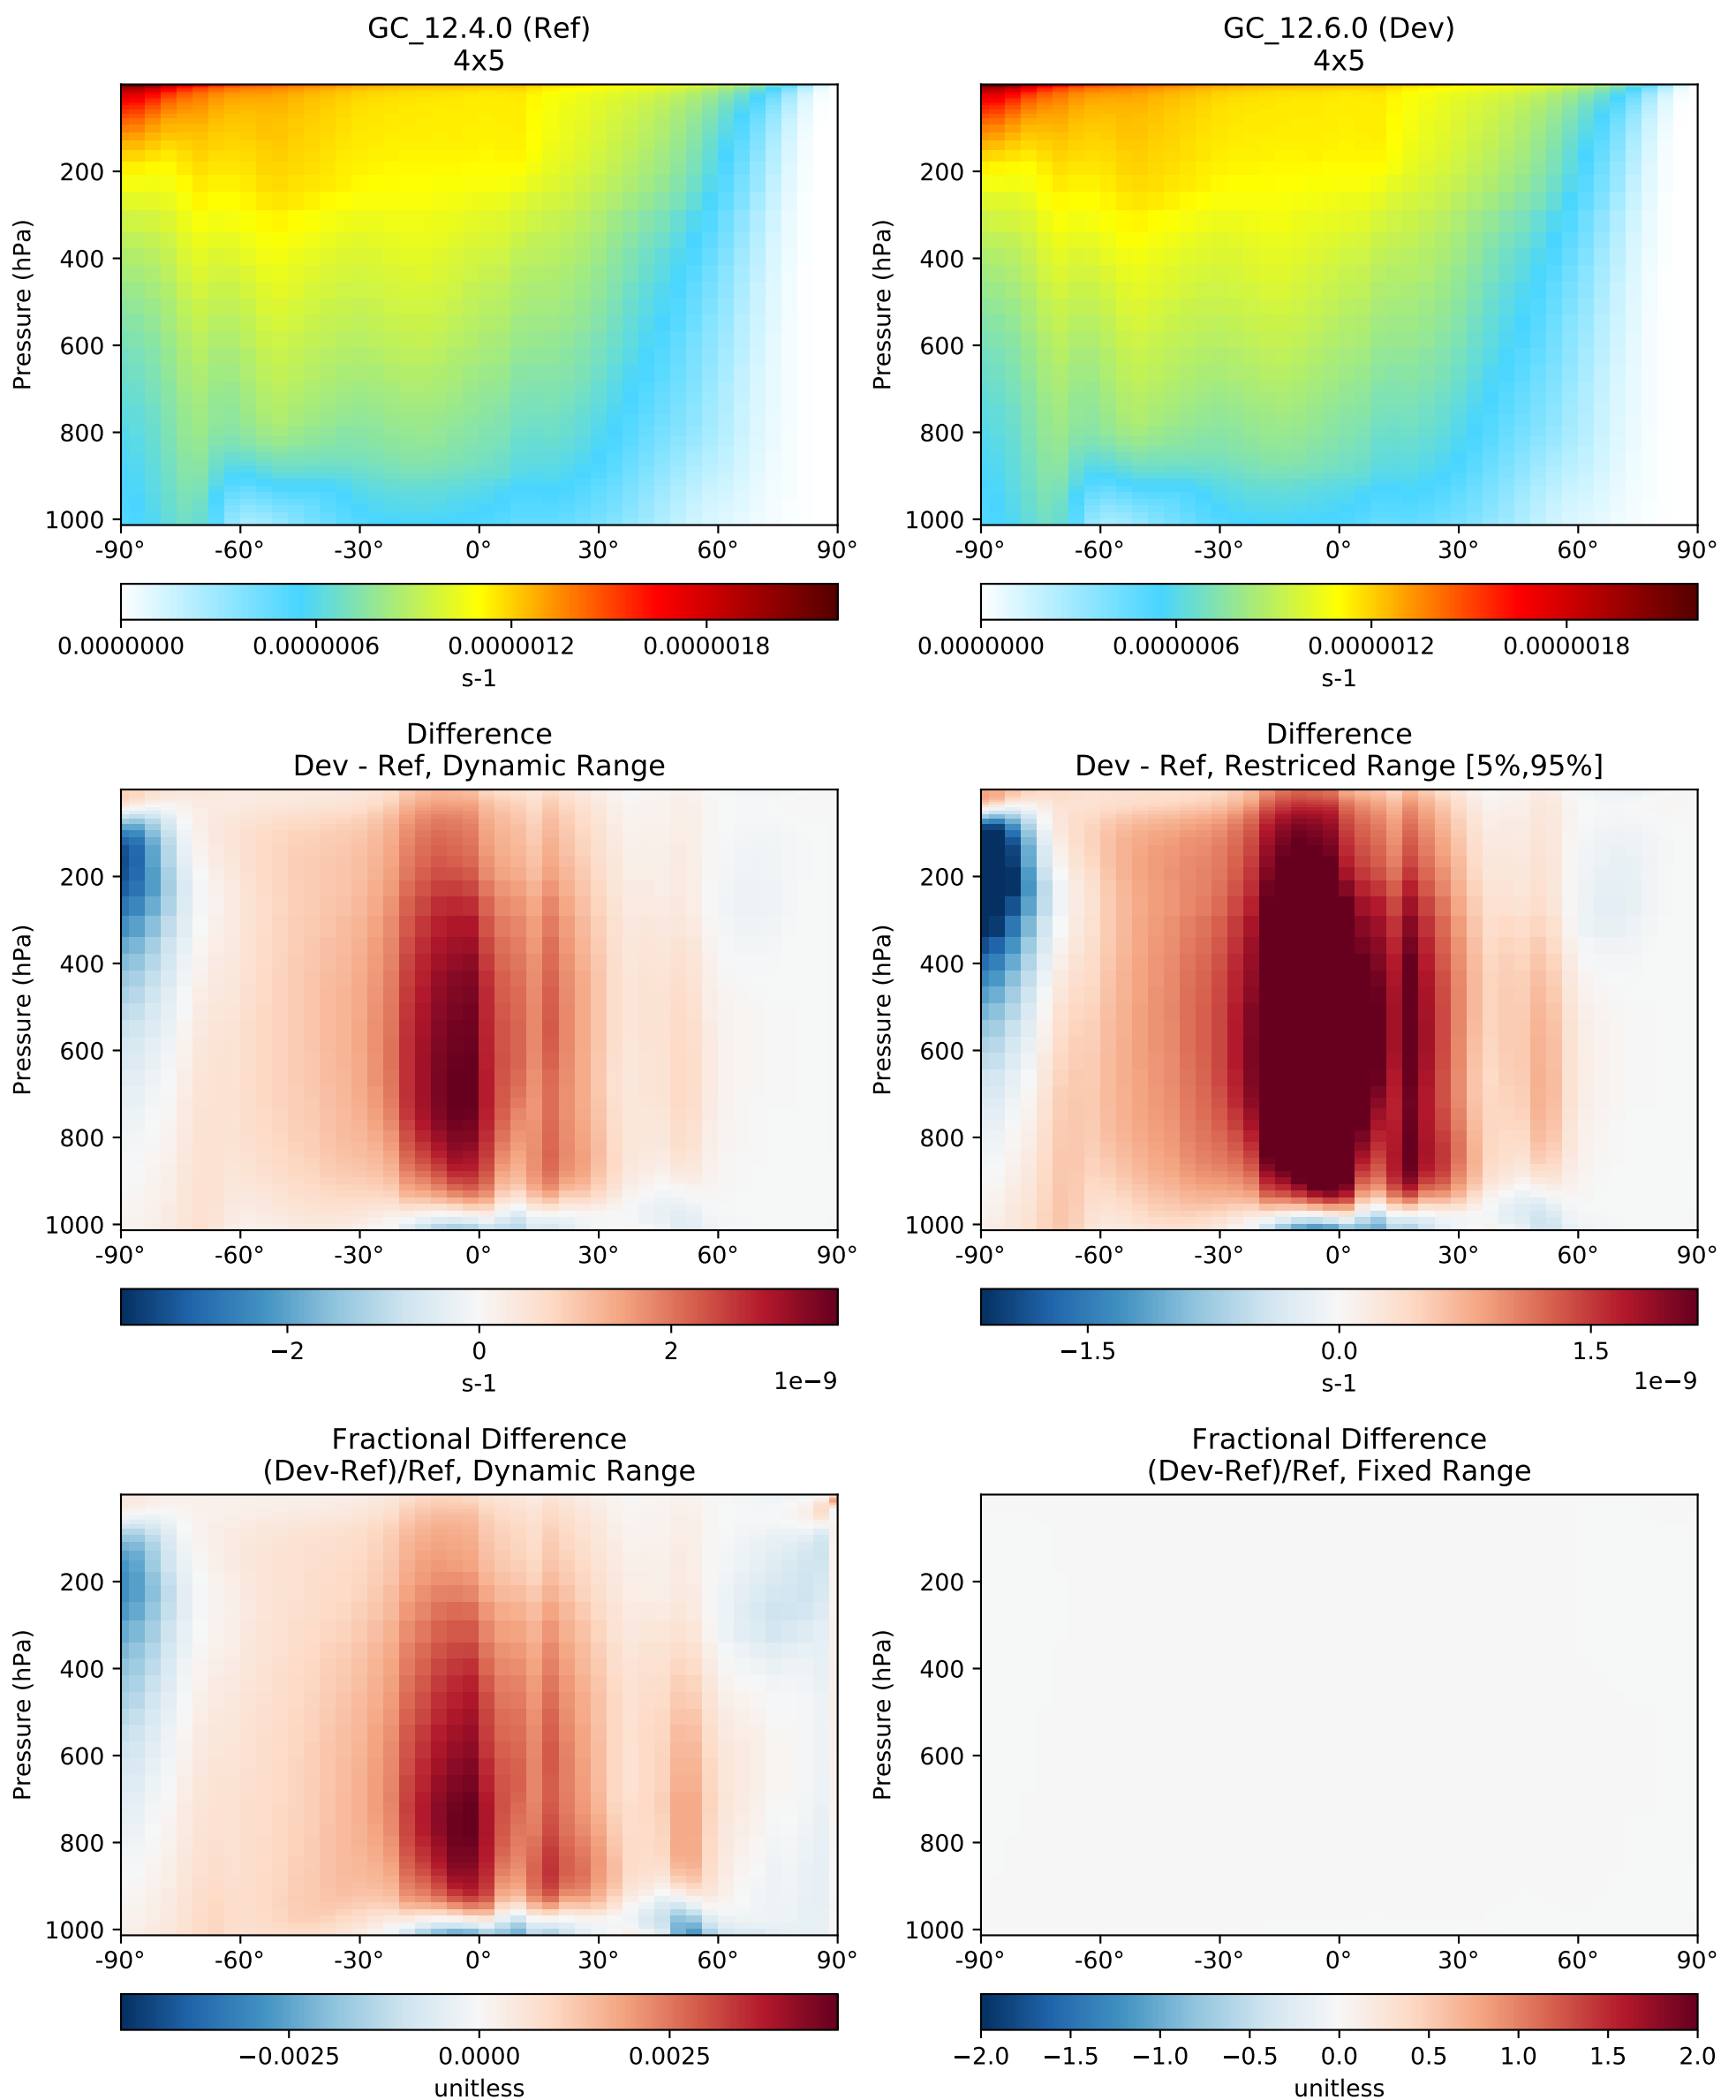 GC_12.4.0 (Ref)
4x5
Pressure (hPa)
200
400
600
800
1000
-90° -60° -30° 0° 30° 60° 90°
0.0000000 0.0000006 0.0000012 0.0000018
s-1
GC_12.6.0 (Dev)
4x5
Pressure (hPa)
200
400
600
800
1000
-90° -60° -30° 0° 30° 60° 90°
0.0000000 0.0000006 0.0000012 0.0000018
s-1
Difference
Dev - Ref, Dynamic Range
Pressure (hPa)
200
400
600
800
1000
-90° -60° -30° 0° 30° 60° 90°
−2 0 2
s-1 1e−9
Difference
Dev - Ref, Restriced Range [5%,95%]
Pressure (hPa)
200
400
600
800
1000
-90° -60° -30° 0° 30° 60° 90°
−1.5 0.0 1.5
s-1 1e−9
Fractional Difference
(Dev-Ref)/Ref, Dynamic Range
Pressure (hPa)
200
400
600
800
1000
-90° -60° -30° 0° 30° 60° 90°
−0.0025 0.0000 0.0025
unitless
Fractional Difference
(Dev-Ref)/Ref, Fixed Range
Pressure (hPa)
200
400
600
800
1000
-90° -60° -30° 0° 30° 60° 90°
−2.0 −1.5 −1.0 −0.5 0.0 0.5 1.0 1.5 2.0
unitless